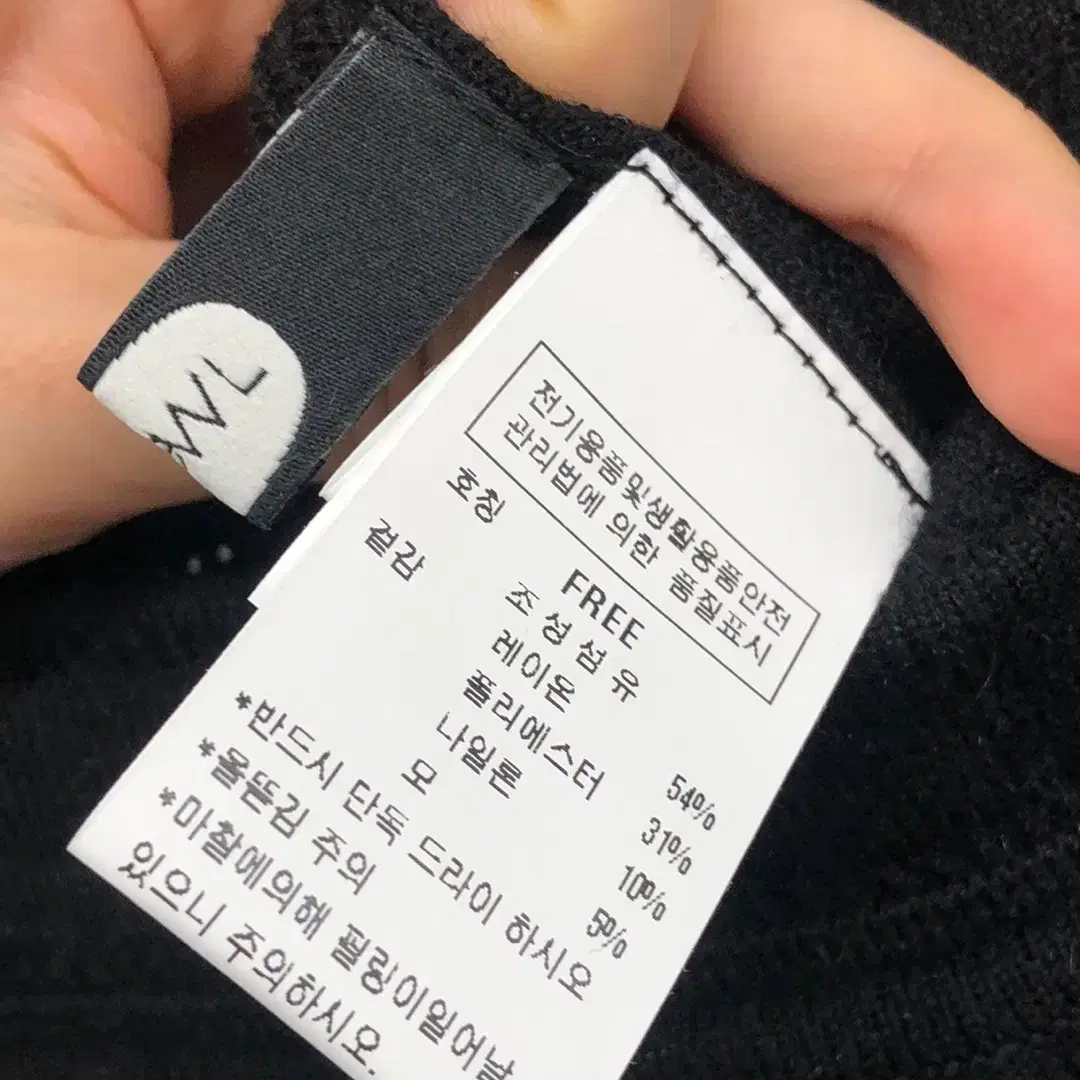 WL
전기용품및생활용품안전
관리법에 의한 품질표시
호칭 FREE
겉감 조성섬유
레이온 54%
폴리에스터 31%
나일론 10%
모 5%
*반드시 단독 드라이 하시오
*올뜯김 주의
*마찰에의해 필링이일어날
있으니 주의하시오.